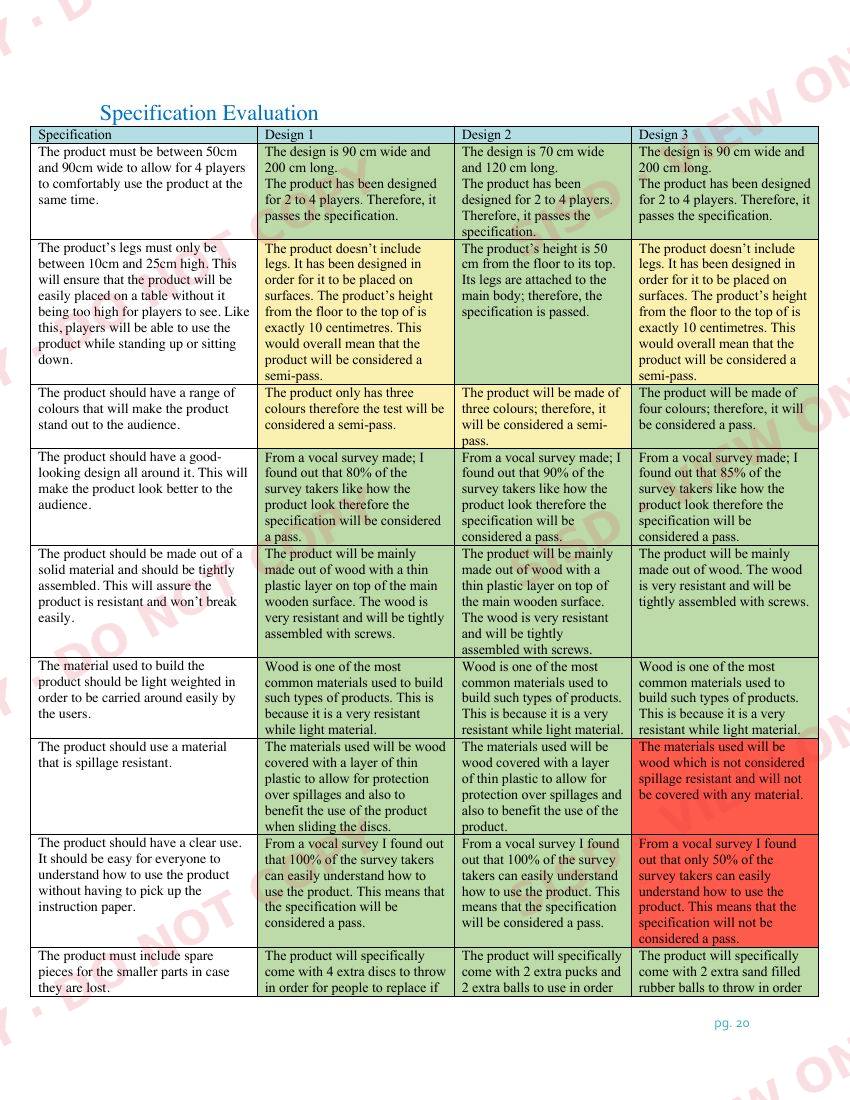 Specification Evaluation
Specification
Design 1
Design 2
Design 3
The product must be between 50cm
and 90cm wide to allow for 4 players
to comfortably use the product at the
same time.
The design is 90 cm wide and
200 cm long.
The product has been designed
for 2 to 4 players. Therefore, it
passes the specification.
The design is 70 cm wide
and 120 cm long.
The product has been
designed for 2 to 4 players.
Therefore, it passes the
specification.
The design is 90 cm wide and
200 cm long.
The product has been designed
for 2 to 4 players. Therefore, it
passes the specification.
The product's legs must only be
between 10cm and 25cm high. This
will ensure that the product will be
easily placed on a table without it
being too high for players to see. Like
this, players will be able to use the
product while standing up or sitting
down.
The product doesn't include
legs. It has been designed in
order for it to be placed on
surfaces. The product's height
from the floor to the top of is
exactly 10 centimetres. This
would overall mean that the
product will be considered a
semi-pass.
The product's height is 50
cm from the floor to its top.
Its legs are attached to the
main body; therefore, the
specification is passed.
The product doesn't include
legs. It has been designed in
order for it to be placed on
surfaces. The product's height
from the floor to the top of is
exactly 10 centimetres. This
would overall mean that the
product will be considered a
semi-pass.
The product should have a range of
colours that will make the product
stand out to the audience.
The product only has three
colours therefore the test will be
considered a semi-pass.
The product will be made of
three colours; therefore, it
will be considered a semi-
pass.
The product will be made of
four colours; therefore, it will
be considered a pass.
The product should have a good-
looking design all around it. This will
make the product look better to the
audience.
From a vocal survey made; I
found out that 80% of the
survey takers like how the
product look therefore the
specification will be considered
a pass.
From a vocal survey made; I
found out that 90% of the
survey takers like how the
product look therefore the
specification will be
considered a pass.
From a vocal survey made; I
found out that 85% of the
survey takers like how the
product look therefore the
specification will be
considered a pass.
The product should be made out of a
solid material and should be tightly
assembled. This will assure the
product is resistant and won't break
easily.
The product will be mainly
made out of wood with a thin
plastic layer on top of the main
wooden surface. The wood is
very resistant and will be tightly
assembled with screws.
The product will be mainly
made out of wood with a
thin plastic layer on top of
the main wooden surface.
The wood is very resistant
and will be tightly
assembled with screws.
The product will be mainly
made out of wood. The wood
is very resistant and will be
tightly assembled with screws.
The material used to build the
product should be light weighted in
order to be carried around easily by
the users.
Wood is one of the most
common materials used to build
such types of products. This is
because it is a very resistant
while light material.
Wood is one of the most
common materials used to
build such types of products.
This is because it is a very
resistant while light material.
Wood is one of the most
common materials used to
build such types of products.
This is because it is a very
resistant while light material.
The product should use a material
that is spillage resistant.
The materials used will be wood
covered with a layer of thin
plastic to allow for protection
over spillages and also to
benefit the use of the product
when sliding the discs.
The materials used will be
wood covered with a layer
of thin plastic to allow for
protection over spillages and
also to benefit the use of the
product.
The materials used will be
wood which is not considered
spillage resistant and will not
be covered with any material.
The product should have a clear use.
It should be easy for everyone to
understand how to use the product
without having to pick up the
instruction paper.
From a vocal survey I found out
that 100% of the survey takers
can easily understand how to
use the product. This means that
the specification will be
considered a pass.
From a vocal survey I found
out that 100% of the survey
takers can easily understand
how to use the product. This
means that the specification
will be considered a pass.
From a vocal survey I found
out that only 50% of the
survey takers can easily
understand how to use the
product. This means that the
specification will not be
considered a pass.
The product must include spare
pieces for the smaller parts in case
they are lost.
The product will specifically
come with 4 extra discs to throw
in order for people to replace if
The product will specifically
come with 2 extra pucks and
2 extra balls to use in order
The product will specifically
come with 2 extra sand filled
rubber balls to throw in order
pg. 20
SISD · VIEW ONLY · DO NOT COPY